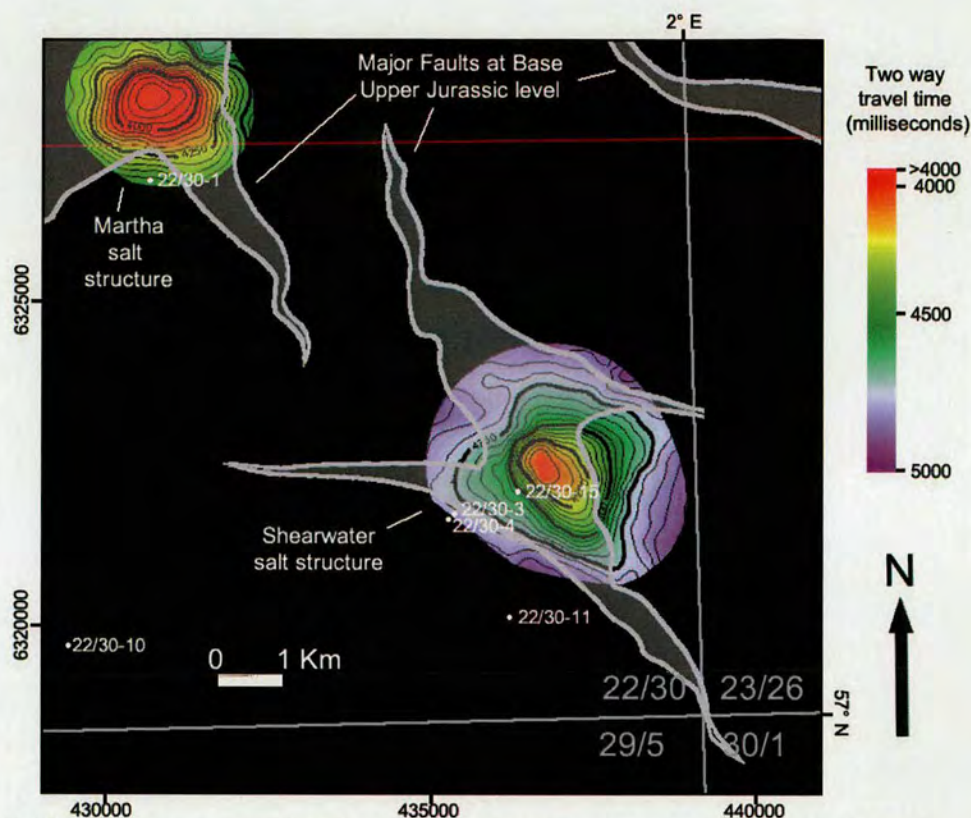 2° E
Major Faults at Base
Upper Jurassic level
Two way
travel time
(milliseconds)
>4000
4000
4500
5000
4000
4250
22/30-1
Martha
salt
structure
6325000
4750
22/30-15
22/30-3
22/30-4
Shearwater
salt structure
22/30-11
22/30-10
6320000
0 1 Km
N
22/30 23/26
29/5 30/1
57° N
430000 435000 440000